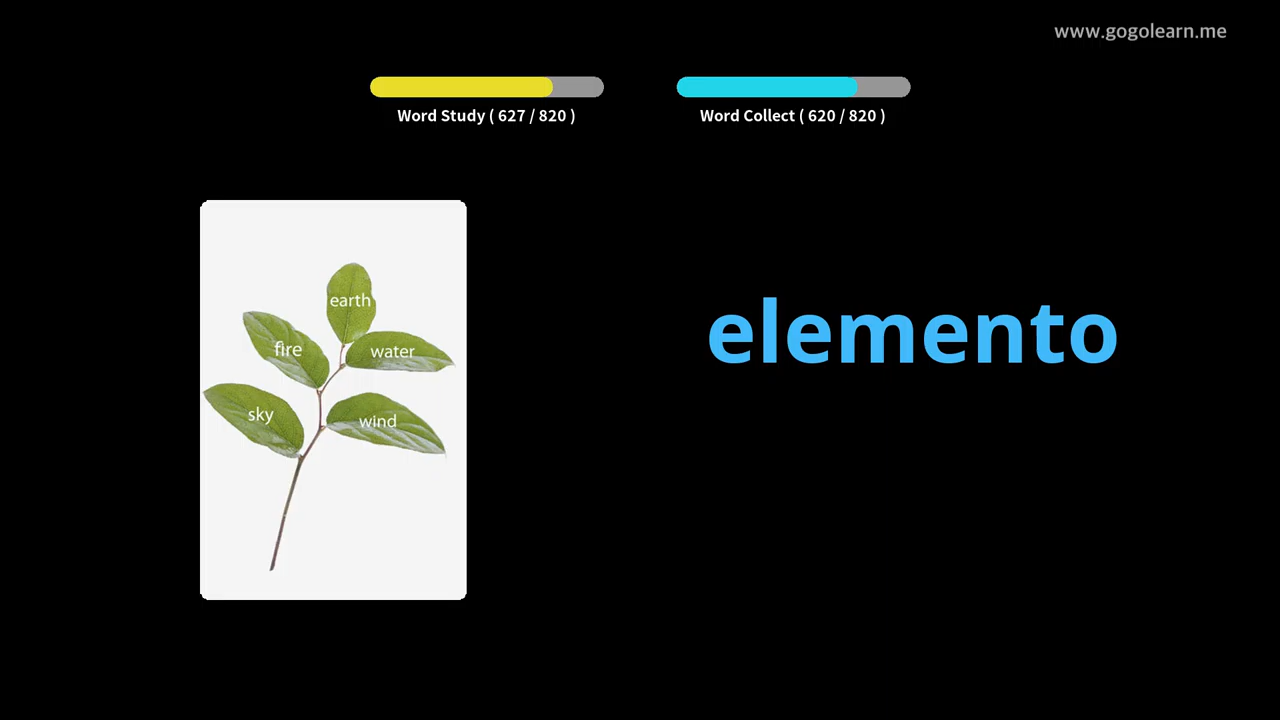 www.gogolearn.me
Word Study ( 627 / 820 )
Word Collect ( 620 / 820 )
earth
fire
water
sky
wind
elemento